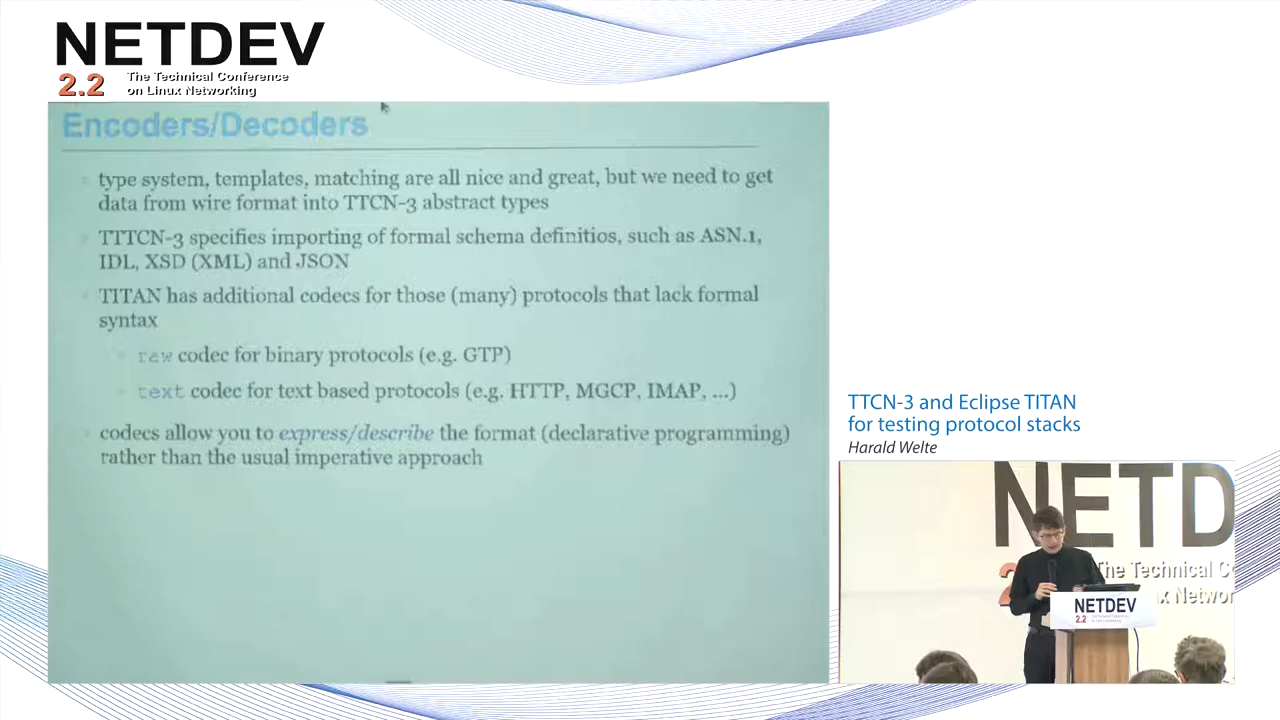 NETDEV
2.2 The Technical Conference
on Linux Networking
Encoders/Decoders
type system, templates, matching are all nice and great, but we need to get
data from wire format into TTCN-3 abstract types
TTTCN-3 specifies importing of formal schema definitios, such as ASN.1,
IDL, XSD (XML) and JSON
TITAN has additional codecs for those (many) protocols that lack formal
syntax
raw codec for binary protocols (e.g. GTP)
text codec for text based protocols (e.g. HTTP, MGCP, IMAP, ...)
codecs allow you to express/describe the format (declarative programming)
rather than the usual imperative approach
TTCN-3 and Eclipse TITAN
for testing protocol stacks
Harald Welte
NETD
The Technical Co
x Networ
NETDEV
2.2